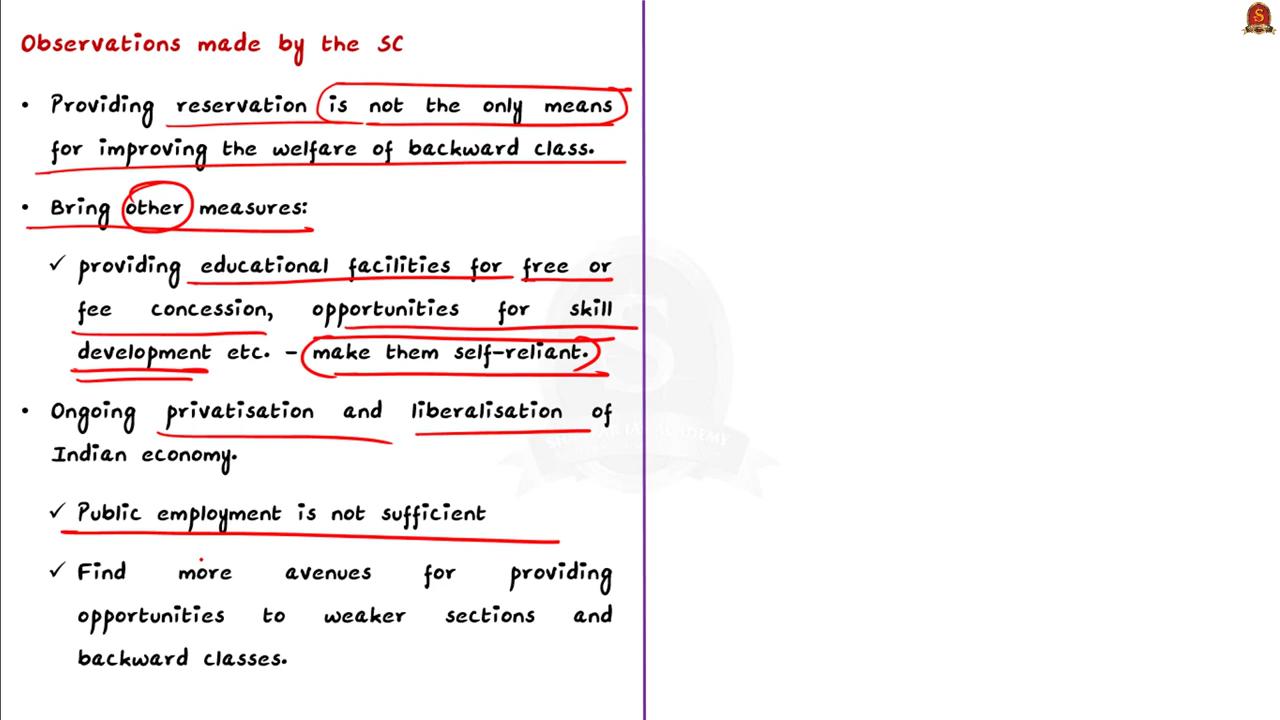 Observations made by the SC
• Providing reservation is not the only means
for improving the welfare of backward class.
• Bring other measures:
✓ providing educational facilities for free or
fee concession, opportunities for skill
development etc. – make them self-reliant.
• Ongoing privatisation and liberalisation of
Indian economy.
✓ Public employment is not sufficient
✓ Find more avenues for providing
opportunities to weaker sections and
backward classes.